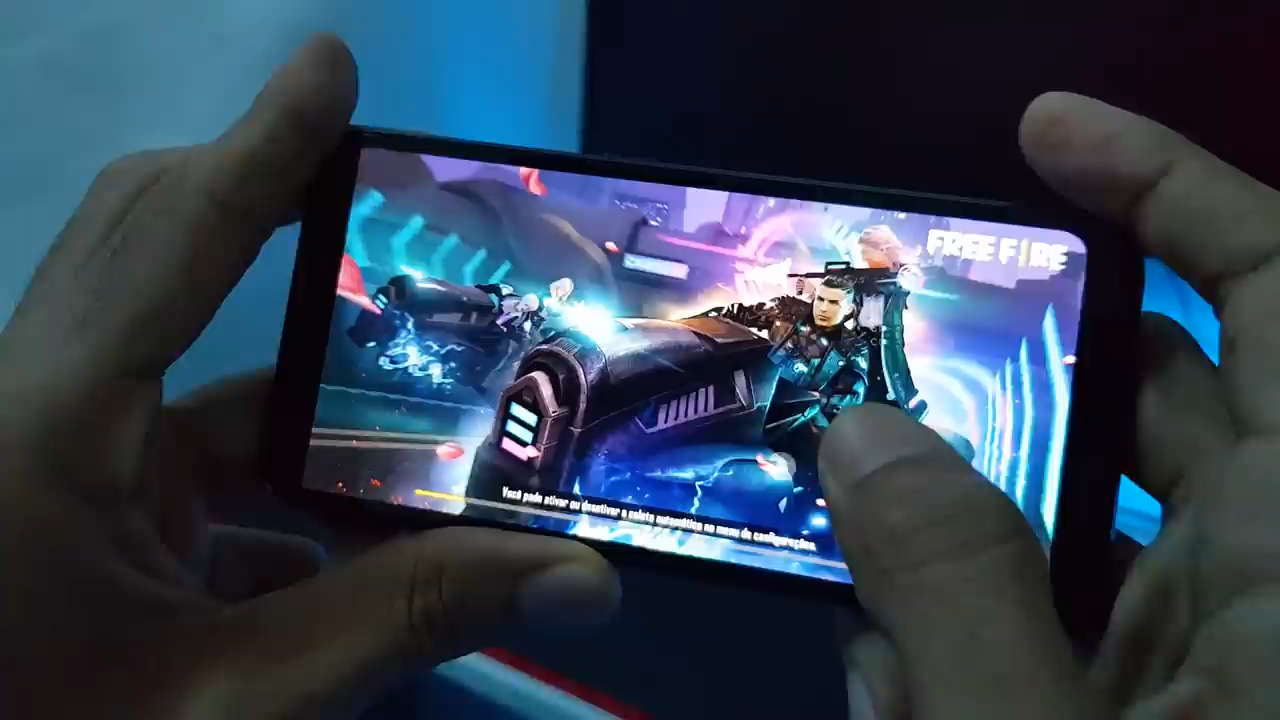 FREE FIRE
Você pode ativar ou desativar a coleta automática no menu de configurações.